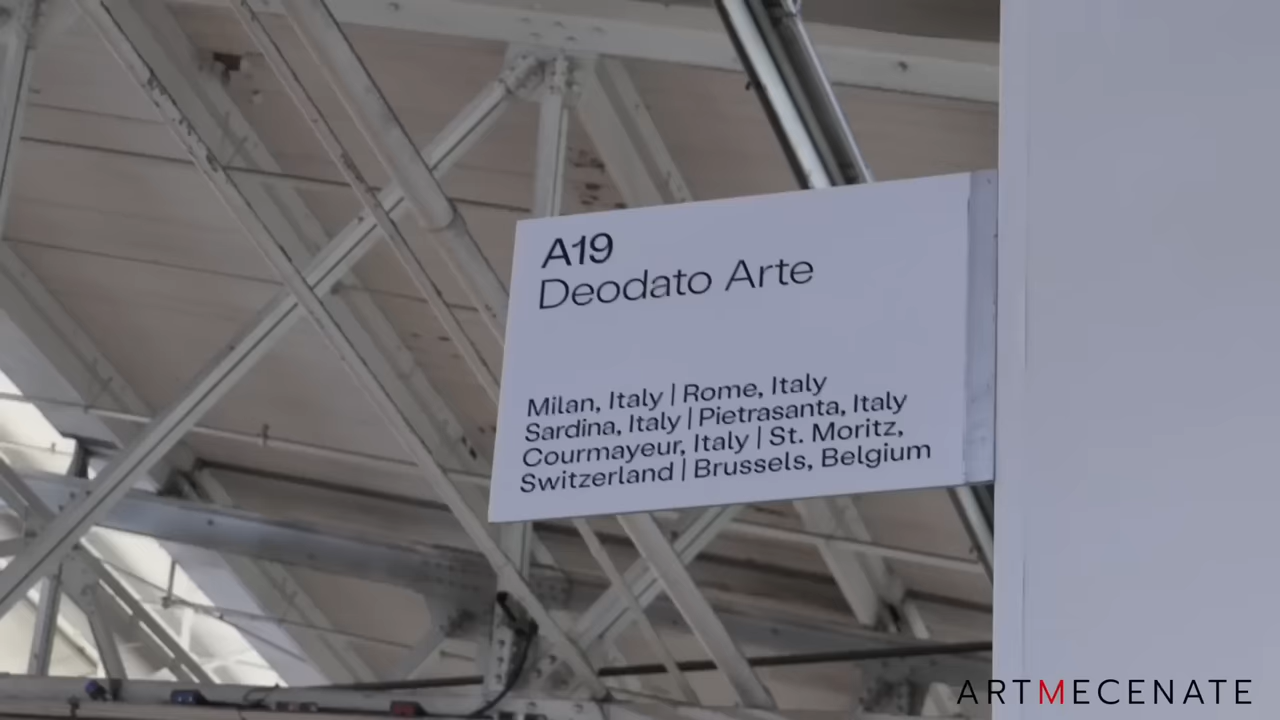 A19
Deodato Arte
Milan, Italy | Rome, Italy
Sardina, Italy | Pietrasanta, Italy
Courmayeur, Italy | St. Moritz,
Switzerland | Brussels, Belgium
ARTMECENATE